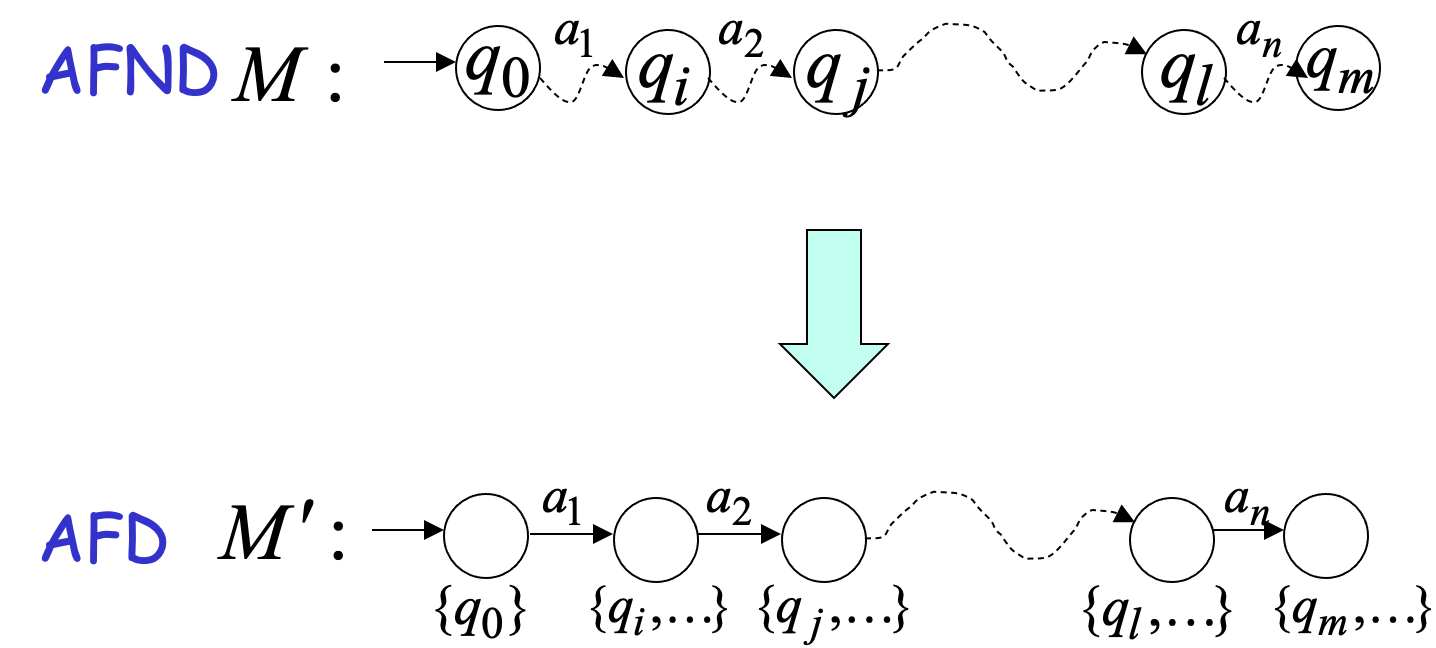 AFND M : q₀ a₁ qᵢ a₂ qⱼ qₗ aₙ qₘ
AFD M′ : a₁ a₂ aₙ
{q₀} {qᵢ,…} {qⱼ,…} {qₗ,…} {qₘ,…}